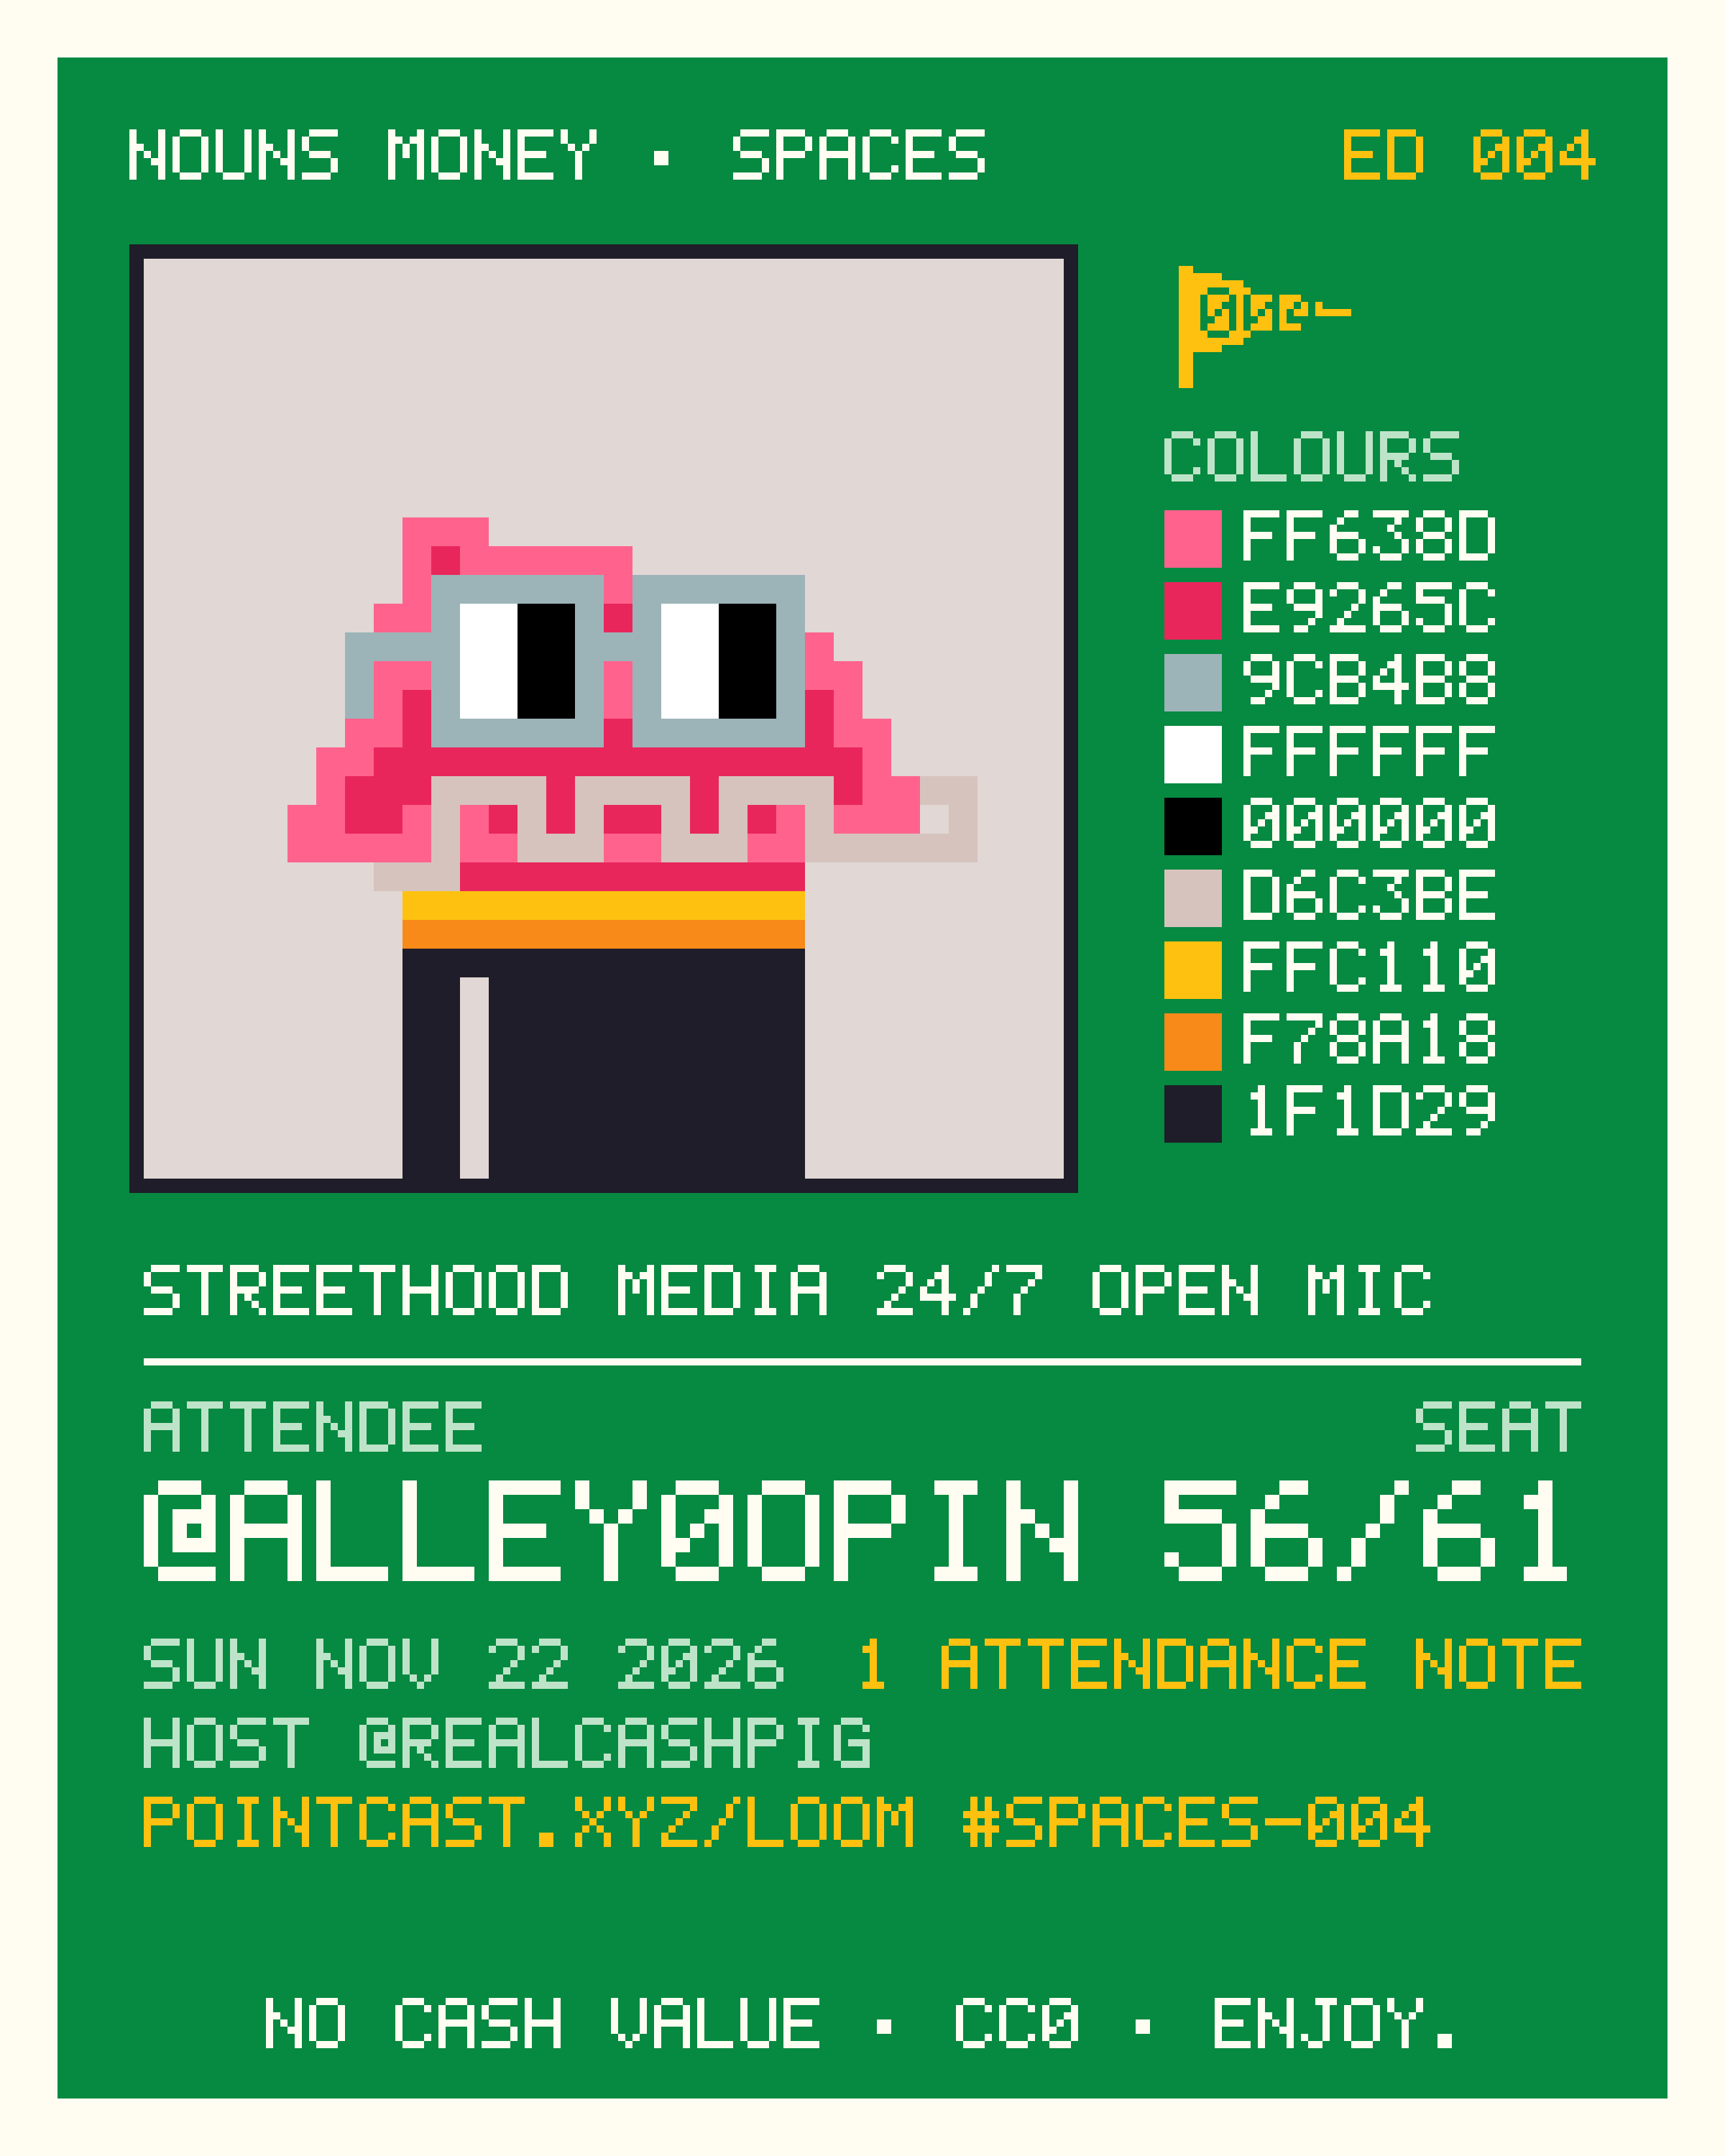 NOUNS MONEY · SPACES
ED 004
COLOURS
FF638D
E9265C
9CB4B8
FFFFFF
000000
D6C3BE
FFC110
F78A18
1F1D29
STREETHOOD MEDIA 24/7 OPEN MIC
ATTENDEE SEAT
@ALLEY0OPIN 56/61
SUN NOV 22 2026 1 ATTENDANCE NOTE
HOST @REALCASHPIG
POINTCAST.XYZ/LOOM #SPACES-004
NO CASH VALUE · CC0 · ENJOY.